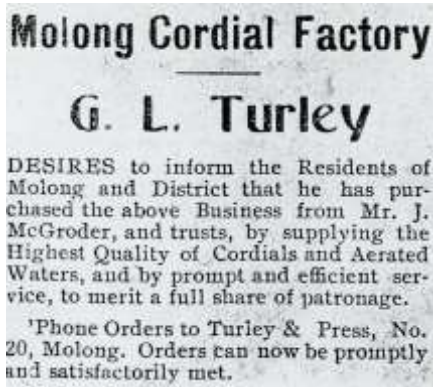 Molong Cordial Factory
G. L. Turley
DESIRES to inform the Residents of
Molong and District that he has pur-
chased the above Business from Mr. J.
McGroder, and trusts, by supplying the
Highest Quality of Cordials and Aerated
Waters, and by prompt and efficient ser-
vice, to merit a full share of patronage.
'Phone Orders to Turley & Press, No.
20, Molong. Orders can now be promptly
and satisfactorily met.